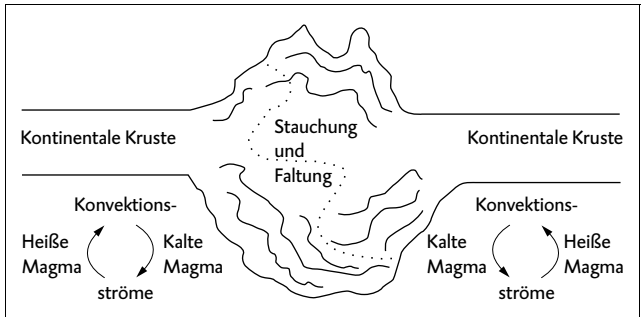 Kontinentale Kruste
Stauchung
und
Faltung
Kontinentale Kruste
Konvektions-
Heiße
Magma
Kalte
Magma
ströme
Konvektions-
Kalte
Magma
Heiße
Magma
ströme